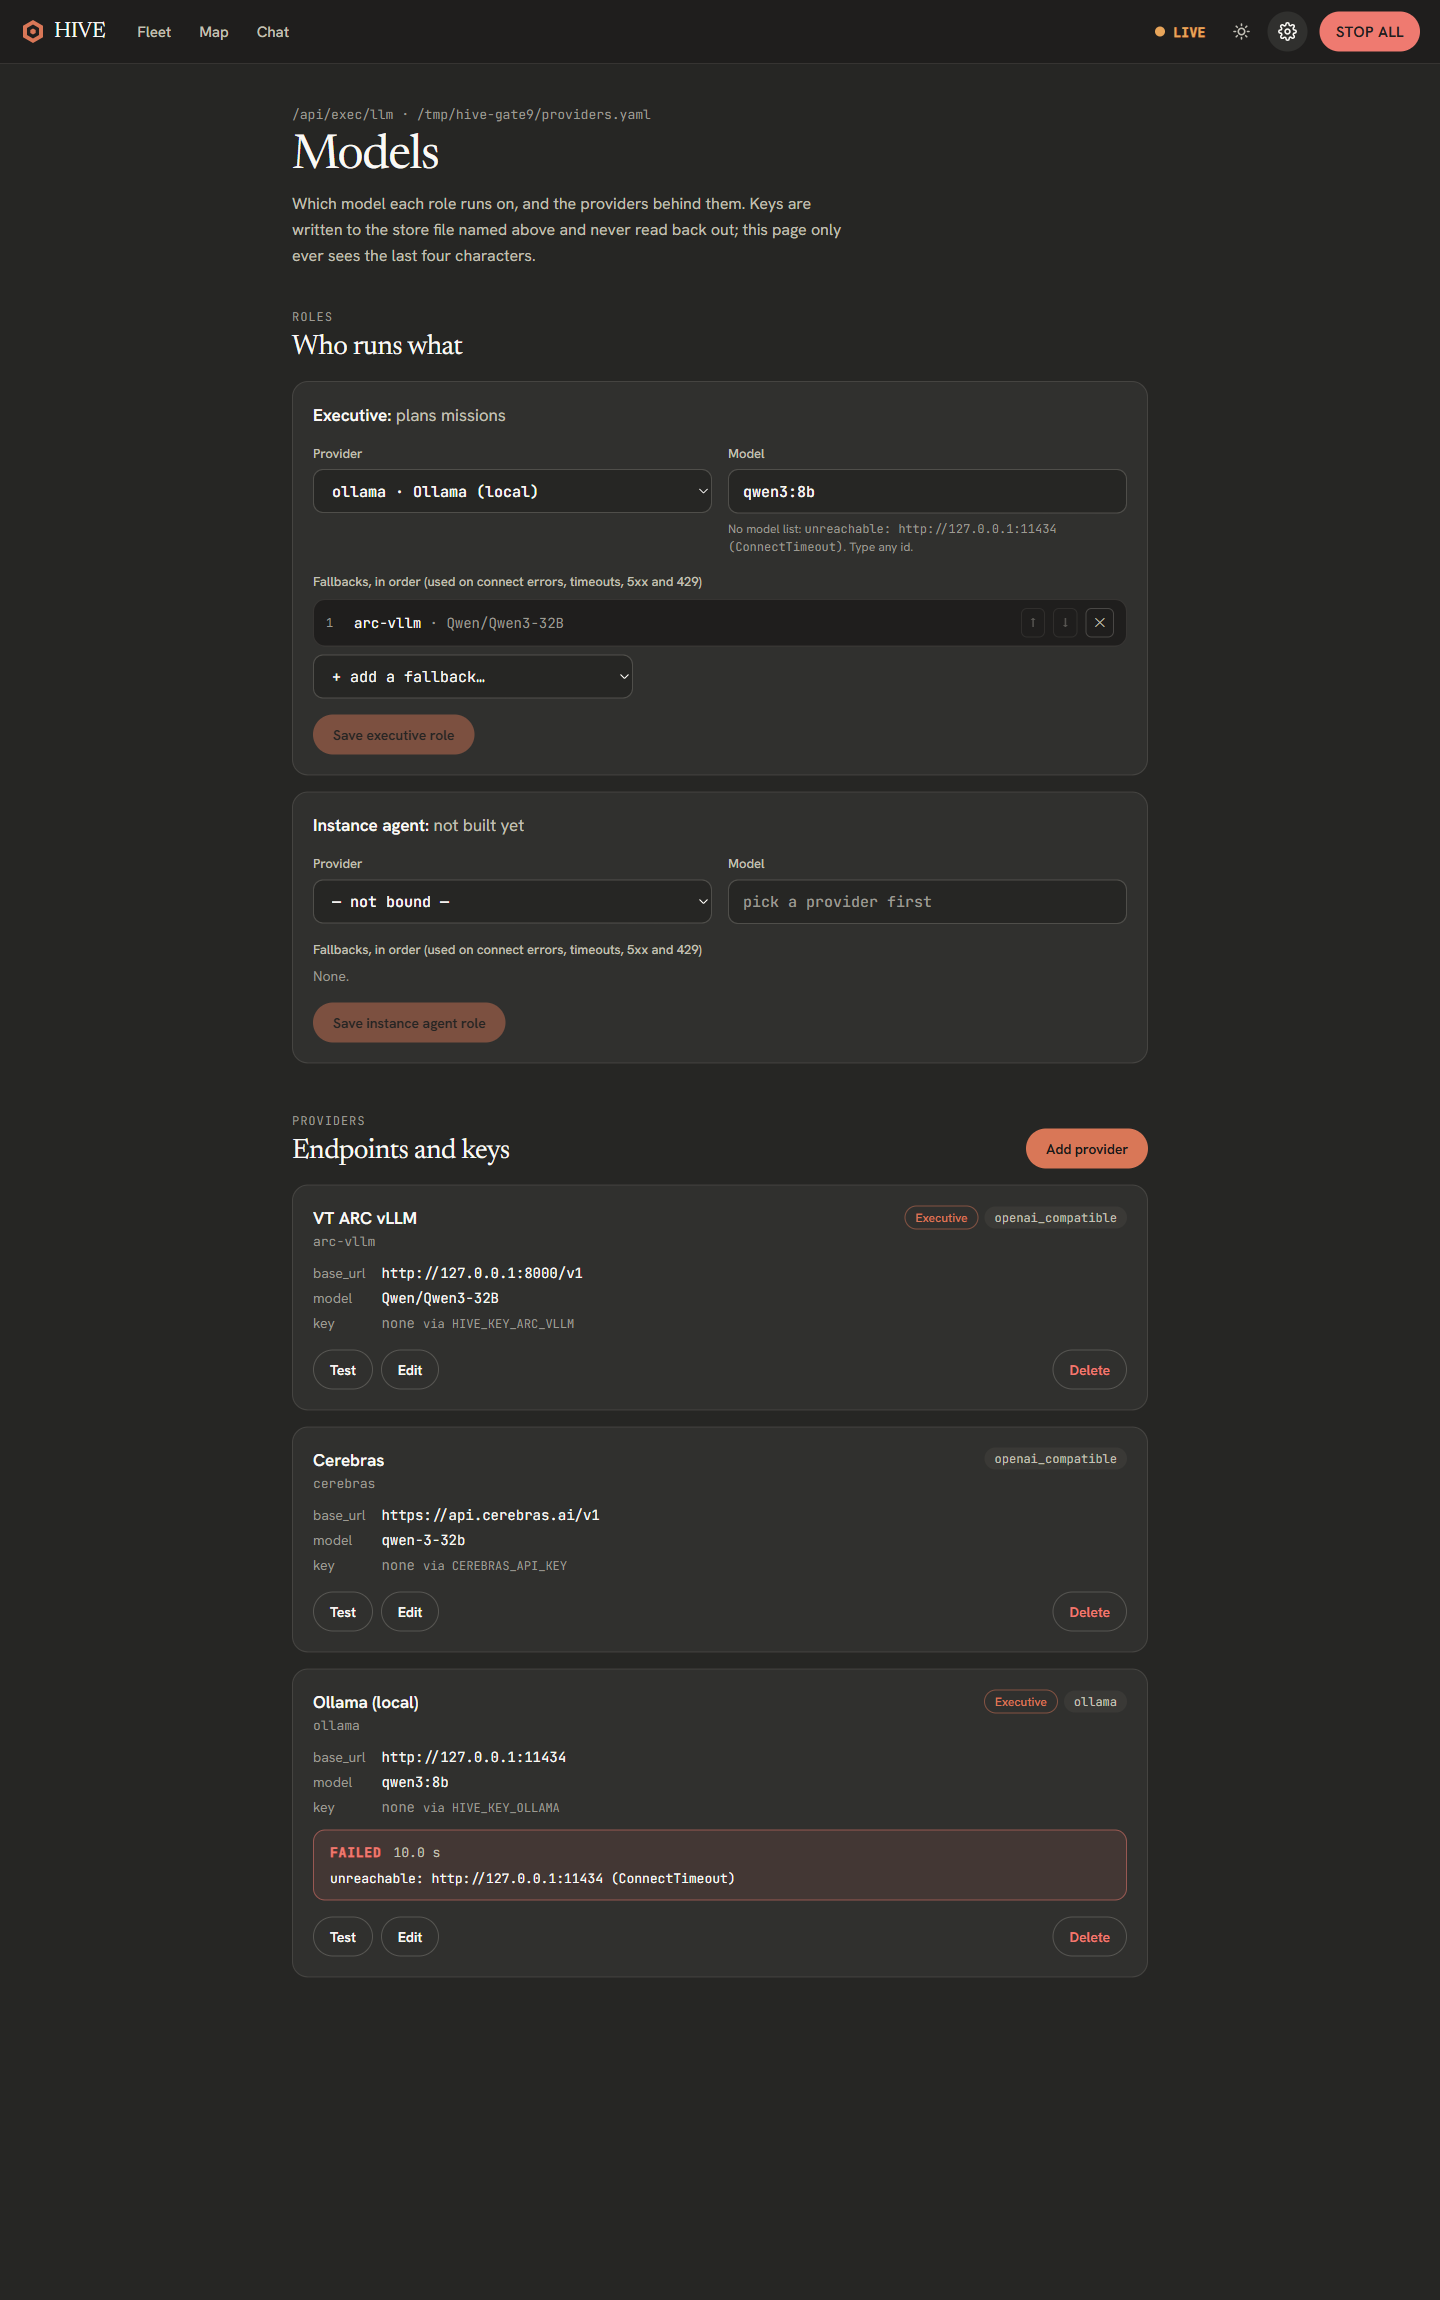 HIVE Fleet Map Chat LIVE STOP ALL
/api/exec/llm · /tmp/hive-gate9/providers.yaml
Models
Which model each role runs on, and the providers behind them. Keys are
written to the store file named above and never read back out; this page only
ever sees the last four characters.
ROLES
Who runs what
Executive: plans missions
Provider
Model
ollama · Ollama (local)
qwen3:8b
No model list: unreachable: http://127.0.0.1:11434
(ConnectTimeout). Type any id.
Fallbacks, in order (used on connect errors, timeouts, 5xx and 429)
1 arc-vllm · Qwen/Qwen3-32B ↑ ↓ ×
+ add a fallback…
Save executive role
Instance agent: not built yet
Provider
Model
— not bound —
pick a provider first
Fallbacks, in order (used on connect errors, timeouts, 5xx and 429)
None.
Save instance agent role
PROVIDERS
Endpoints and keys
Add provider
VT ARC vLLM
Executive openai_compatible
arc-vllm
base_url http://127.0.0.1:8000/v1
model Qwen/Qwen3-32B
key none via HIVE_KEY_ARC_VLLM
Test Edit Delete
Cerebras
openai_compatible
cerebras
base_url https://api.cerebras.ai/v1
model qwen-3-32b
key none via CEREBRAS_API_KEY
Test Edit Delete
Ollama (local)
Executive ollama
ollama
base_url http://127.0.0.1:11434
model qwen3:8b
key none via HIVE_KEY_OLLAMA
FAILED 10.0 s
unreachable: http://127.0.0.1:11434 (ConnectTimeout)
Test Edit Delete